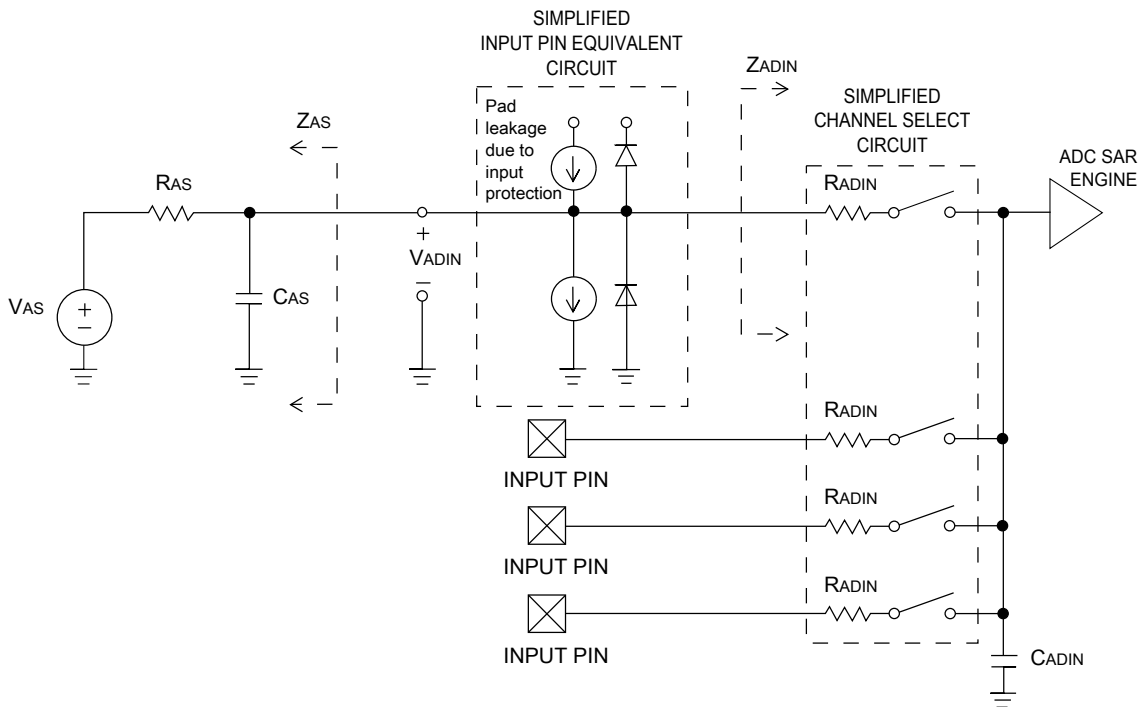 SIMPLIFIED
INPUT PIN EQUIVALENT
CIRCUIT
ZADIN
SIMPLIFIED
CHANNEL SELECT
CIRCUIT
Pad
leakage
due to
input
protection
ZAS
RAS
RADIN
ADC SAR
ENGINE
+
VADIN
–
VAS
+
–
CAS
RADIN
INPUT PIN
RADIN
INPUT PIN
RADIN
INPUT PIN
CADIN